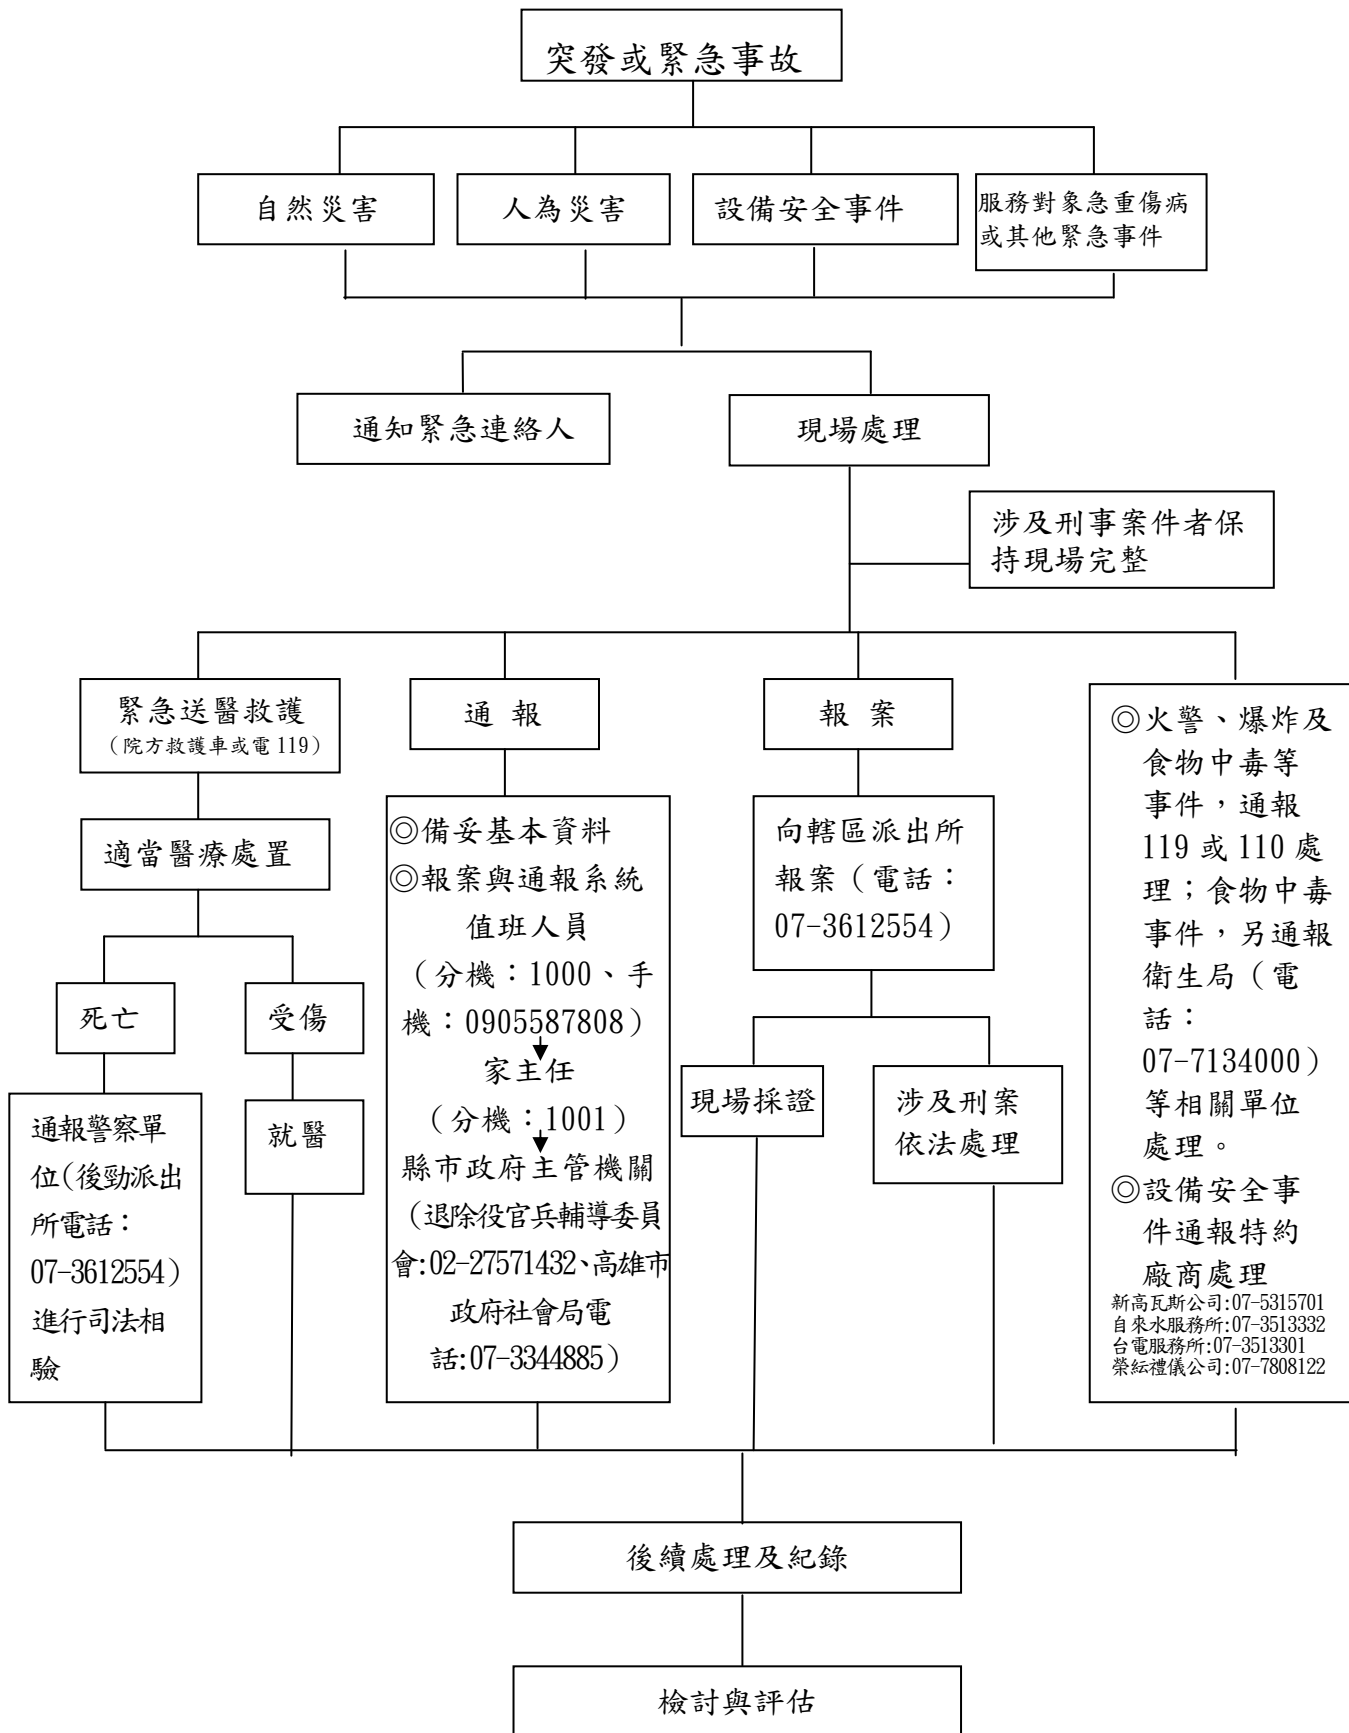 突發或緊急事故
自然災害
人為災害
設備安全事件
服務對象急重傷病
或其他緊急事件
通知緊急連絡人
現場處理
涉及刑事案件者保
持現場完整
緊急送醫救護
（院方救護車或電 119）
適當醫療處置
死亡
受傷
通報警察單
位(後勁派出
所電話：
07-3612554）
進行司法相
驗
就醫
通 報
◎備妥基本資料
◎報案與通報系統
值班人員
（分機：1000、手
機：0905587808）
家主任
（分機：1001）
縣市政府主管機關
（退除役官兵輔導委員
會:02-27571432、高雄市
政府社會局電
話:07-3344885）
報 案
向轄區派出所
報案（電話：
07-3612554）
現場採證
涉及刑案
依法處理
◎火警、爆炸及
食物中毒等
事件，通報
119 或 110 處
理；食物中毒
事件，另通報
衛生局（電
話：
07-7134000）
等相關單位
處理。
◎設備安全事
件通報特約
廠商處理
新高瓦斯公司:07-5315701
自來水服務所:07-3513332
台電服務所:07-3513301
榮紜禮儀公司:07-7808122
後續處理及紀錄
檢討與評估